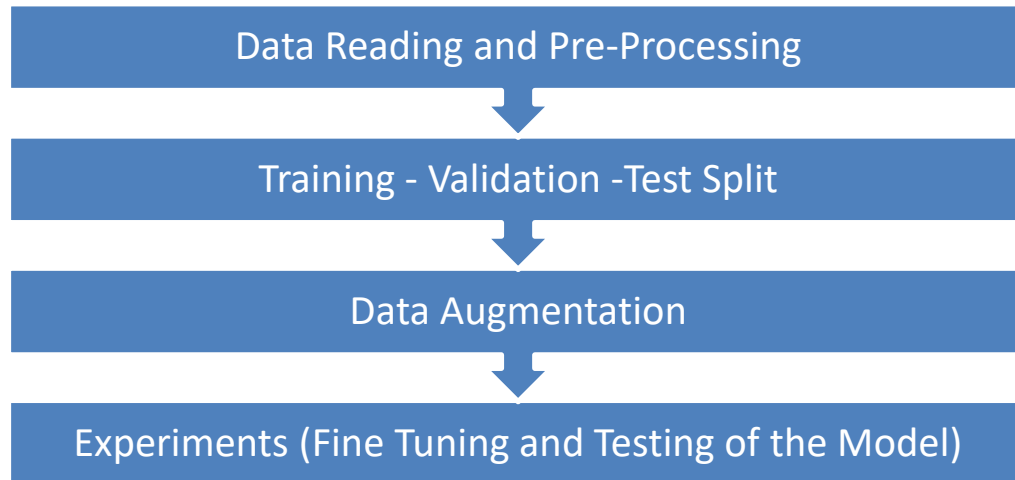 Data Reading and Pre-Processing
Training - Validation -Test Split
Data Augmentation
Experiments (Fine Tuning and Testing of the Model)